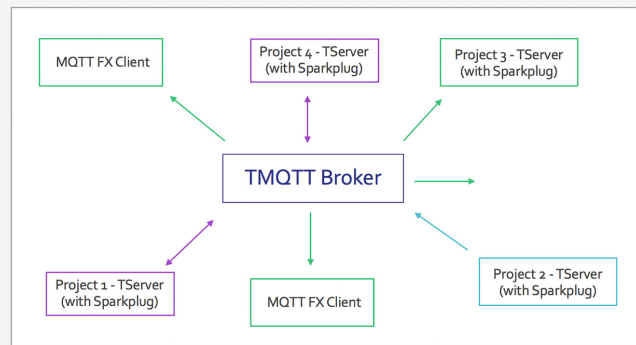 MQTT FX Client
Project 4 - TServer
(with Sparkplug)
Project 3 - TServer
(with Sparkplug)
TMQTT Broker
Project 1 - TServer
(with Sparkplug)
MQTT FX Client
Project 2 - TServer
(with Sparkplug)